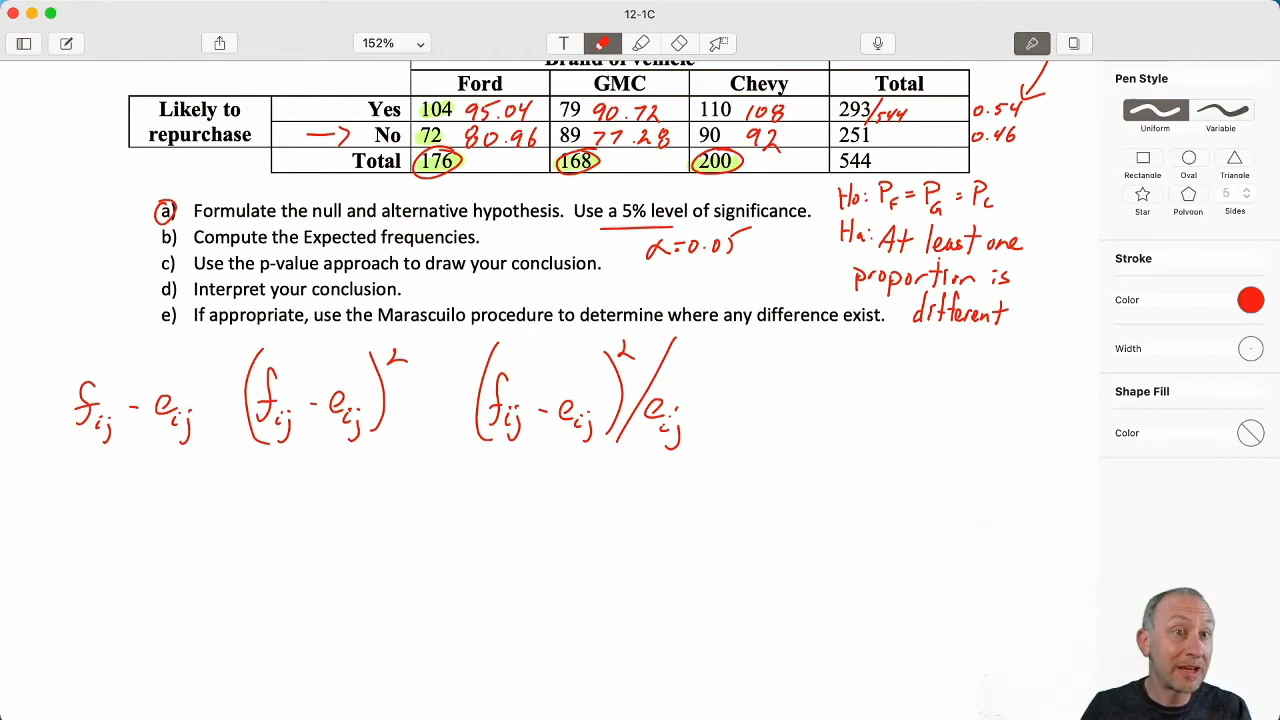 12-1C
152%
T
Brand of vehicle
Ford GMC Chevy Total
Likely to repurchase
Yes 104 95.04 79 90.72 110 108 293/544 0.54
No 72 80.96 89 77.28 90 92 251 0.46
Total 176 168 200 544
a) Formulate the null and alternative hypothesis. Use a 5% level of significance.
α=0.05
b) Compute the Expected frequencies.
c) Use the p-value approach to draw your conclusion.
d) Interpret your conclusion.
e) If appropriate, use the Marascuilo procedure to determine where any difference exist.
Ho: PF = PG = PC
Ha: At least one
proportion is
different
fij - eij (fij - eij)² (fij - eij)²/eij
Pen Style
Uniform Variable
Rectangle Oval Triangle
5
Star Polygon Sides
Stroke
Color
Width
Shape Fill
Color